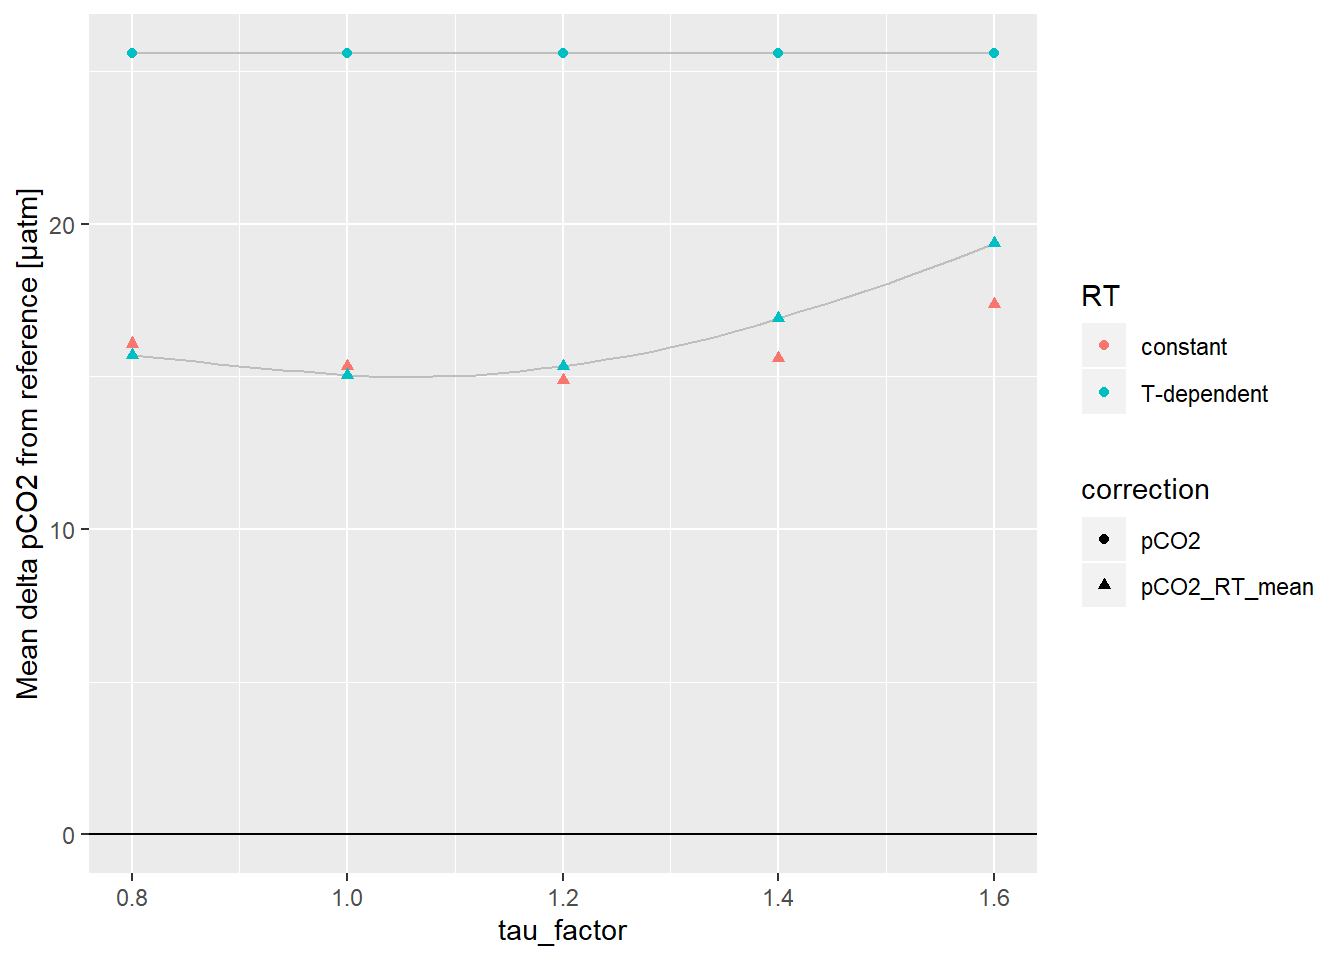 Mean delta pCO2 from reference [µatm]
20
10
0
0.8 1.0 1.2 1.4 1.6
tau_factor
RT
constant
T-dependent
correction
pCO2
pCO2_RT_mean